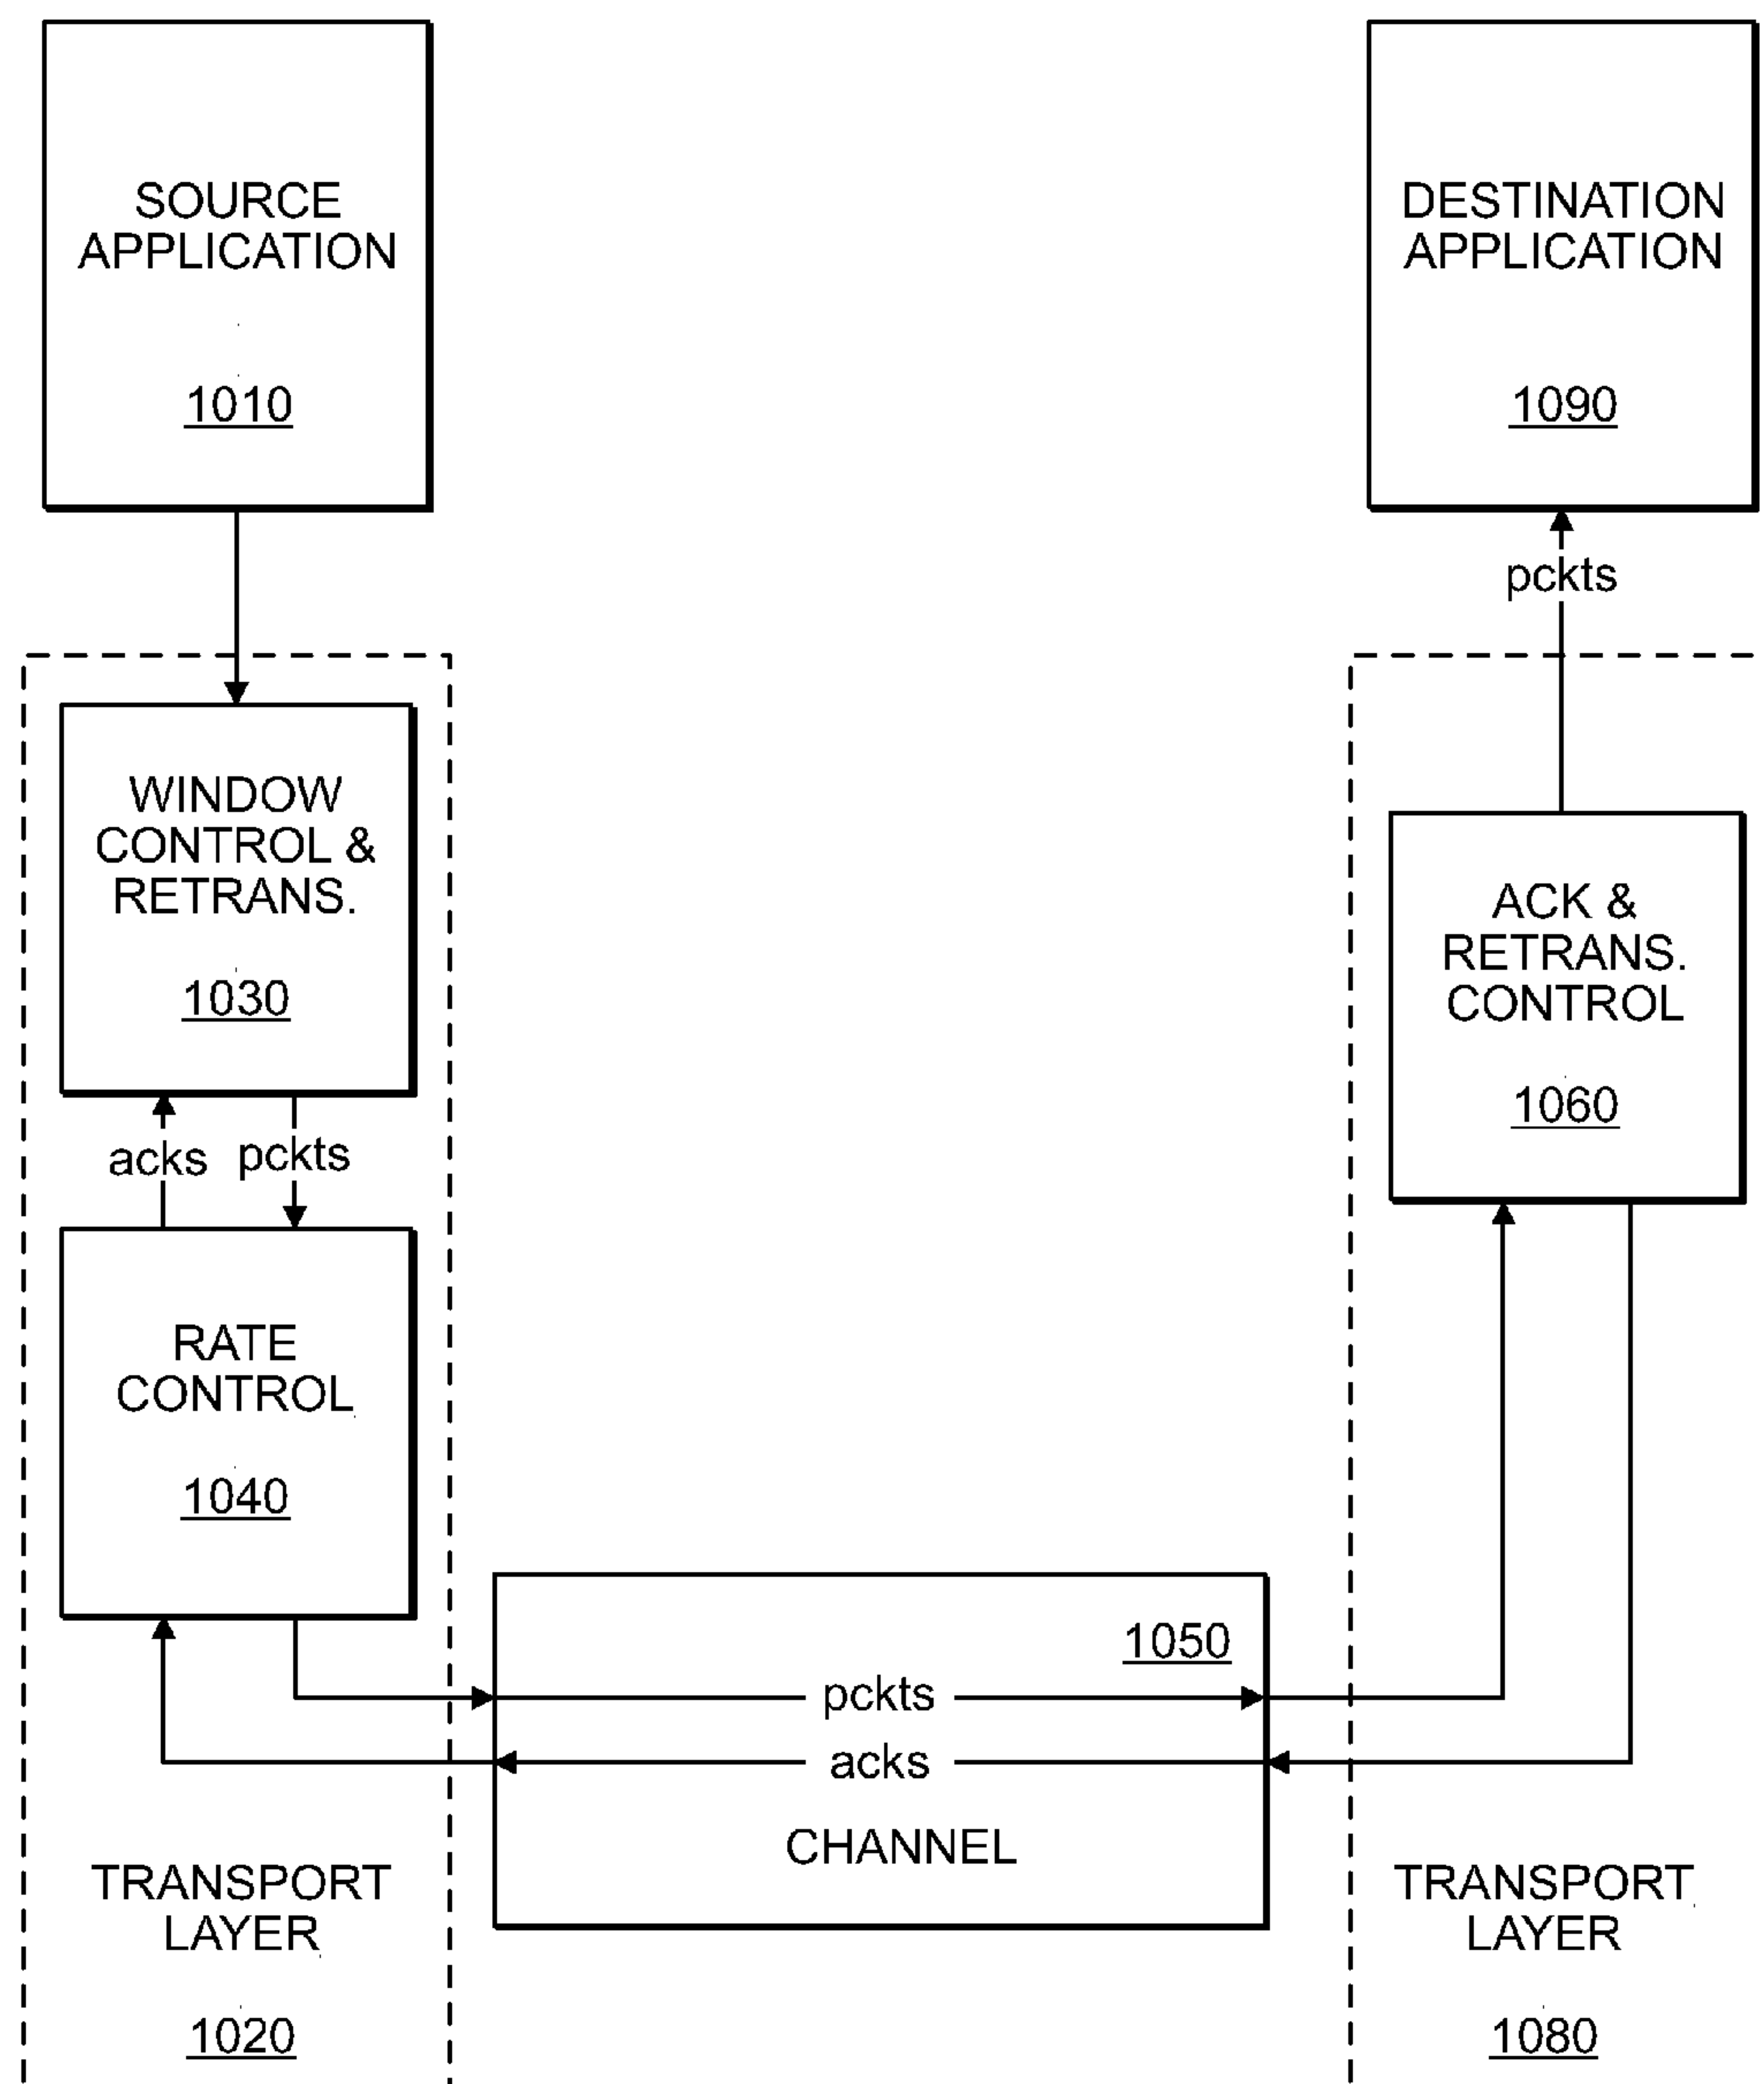 SOURCE
APPLICATION
1010
DESTINATION
APPLICATION
1090
pckts
WINDOW
CONTROL &
RETRANS.
1030
ACK &
RETRANS.
CONTROL
1060
acks
pckts
RATE
CONTROL
1040
1050
pckts
acks
CHANNEL
TRANSPORT
LAYER
1020
TRANSPORT
LAYER
1080